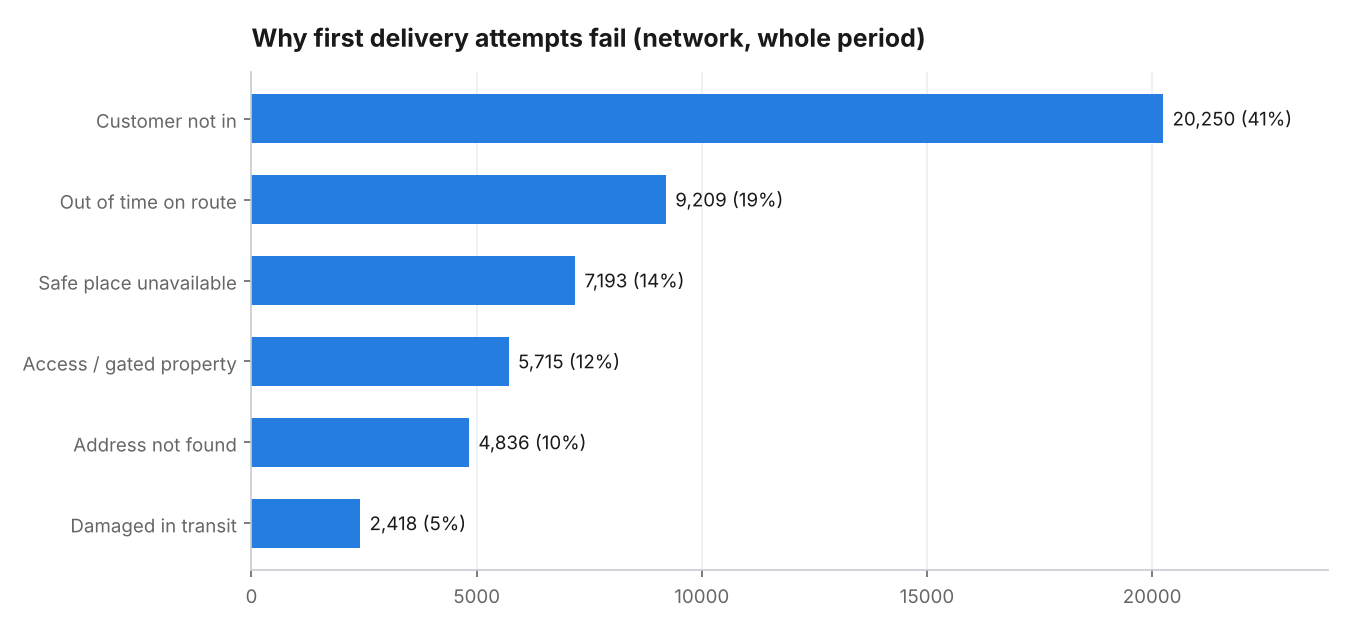 Why first delivery attempts fail (network, whole period)
Customer not in
20,250 (41%)
Out of time on route
9,209 (19%)
Safe place unavailable
7,193 (14%)
Access / gated property
5,715 (12%)
Address not found
4,836 (10%)
Damaged in transit
2,418 (5%)
0 5000 10000 15000 20000